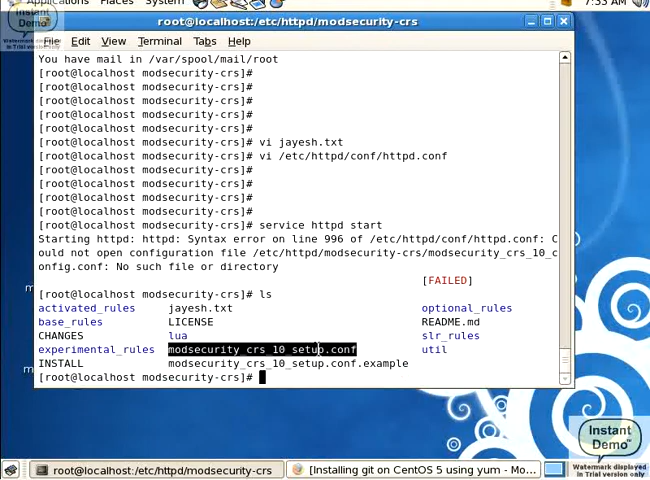 Applications Places System
7:33 AM
Instant
Demo
Watermark displayed
in Trial version only
root@localhost:/etc/httpd/modsecurity-crs
File Edit View Terminal Tabs Help
You have mail in /var/spool/mail/root
[root@localhost modsecurity-crs]#
[root@localhost modsecurity-crs]#
[root@localhost modsecurity-crs]#
[root@localhost modsecurity-crs]#
[root@localhost modsecurity-crs]#
[root@localhost modsecurity-crs]# vi jayesh.txt
[root@localhost modsecurity-crs]# vi /etc/httpd/conf/httpd.conf
[root@localhost modsecurity-crs]#
[root@localhost modsecurity-crs]#
[root@localhost modsecurity-crs]#
[root@localhost modsecurity-crs]#
[root@localhost modsecurity-crs]# service httpd start
Starting httpd: httpd: Syntax error on line 996 of /etc/httpd/conf/httpd.conf: C
ould not open configuration file /etc/httpd/modsecurity-crs/modsecurity_crs_10_c
onfig.conf: No such file or directory
[FAILED]
[root@localhost modsecurity-crs]# ls
activated_rules jayesh.txt optional_rules
base_rules LICENSE README.md
CHANGES lua slr_rules
experimental_rules modsecurity_crs_10_setup.conf util
INSTALL modsecurity_crs_10_setup.conf.example
[root@localhost modsecurity-crs]#
Instant
Demo™
Watermark displayed
in Trial version only
root@localhost:/etc/httpd/modsecurity-crs
[Installing git on CentOS 5 using yum - Mo...